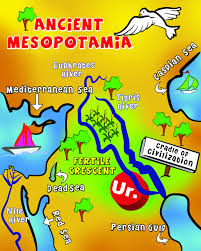 ANCIENT
MESOPOTAMIA
Euphrates
River
Caspian Sea
Mediterranean Sea
Tigris
River
FERTILE
CRESCENT
Cradle of
Civilization
Dead Sea
Ur.
Nile
River
Red Sea
Persian Gulf